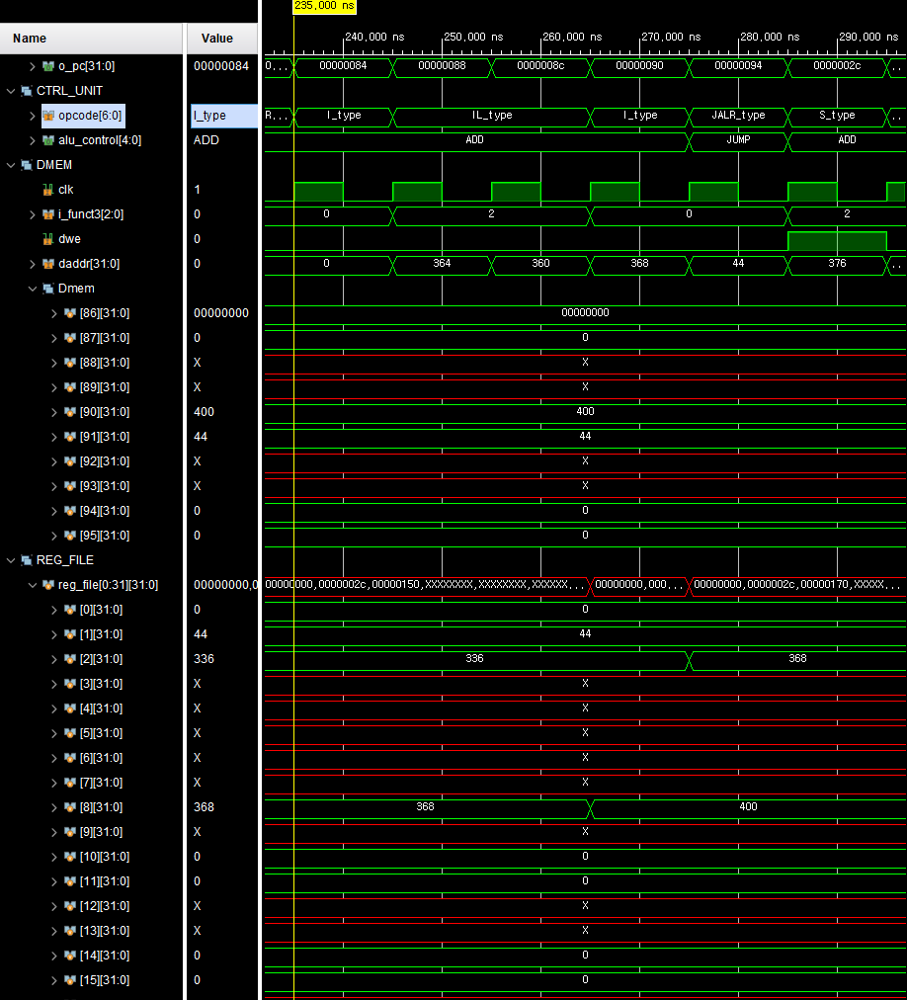 235,000 ns
Name Value 240,000 ns 250,000 ns 260,000 ns 270,000 ns 280,000 ns 290,000 ns
o_pc[31:0] 00000084 0... 00000084 00000088 0000008c 00000090 00000094 0000002c ...
CTRL_UNIT
opcode[6:0] I_type R... I_type IL_type I_type JALR_type S_type ...
alu_control[4:0] ADD ADD JUMP ADD
DMEM
clk 1
i_funct3[2:0] 0 0 2 0 2
dwe 0
daddr[31:0] 0 0 364 360 368 44 376 ...
Dmem
[86][31:0] 00000000 00000000
[87][31:0] 0 0
[88][31:0] X X
[89][31:0] X X
[90][31:0] 400 400
[91][31:0] 44 44
[92][31:0] X X
[93][31:0] X X
[94][31:0] 0 0
[95][31:0] 0 0
REG_FILE
reg_file[0:31][31:0] 00000000,0 00000000,0000002c,00000150,XXXXXXXX,XXXXXXXX,XXXXXX... 00000000,000... 00000000,0000002c,00000170,XXXXX...
[0][31:0] 0 0
[1][31:0] 44 44
[2][31:0] 336 336 368
[3][31:0] X X
[4][31:0] X X
[5][31:0] X X
[6][31:0] X X
[7][31:0] X X
[8][31:0] 368 368 400
[9][31:0] X X
[10][31:0] 0 0
[11][31:0] 0 0
[12][31:0] X X
[13][31:0] X X
[14][31:0] 0 0
[15][31:0] 0 0